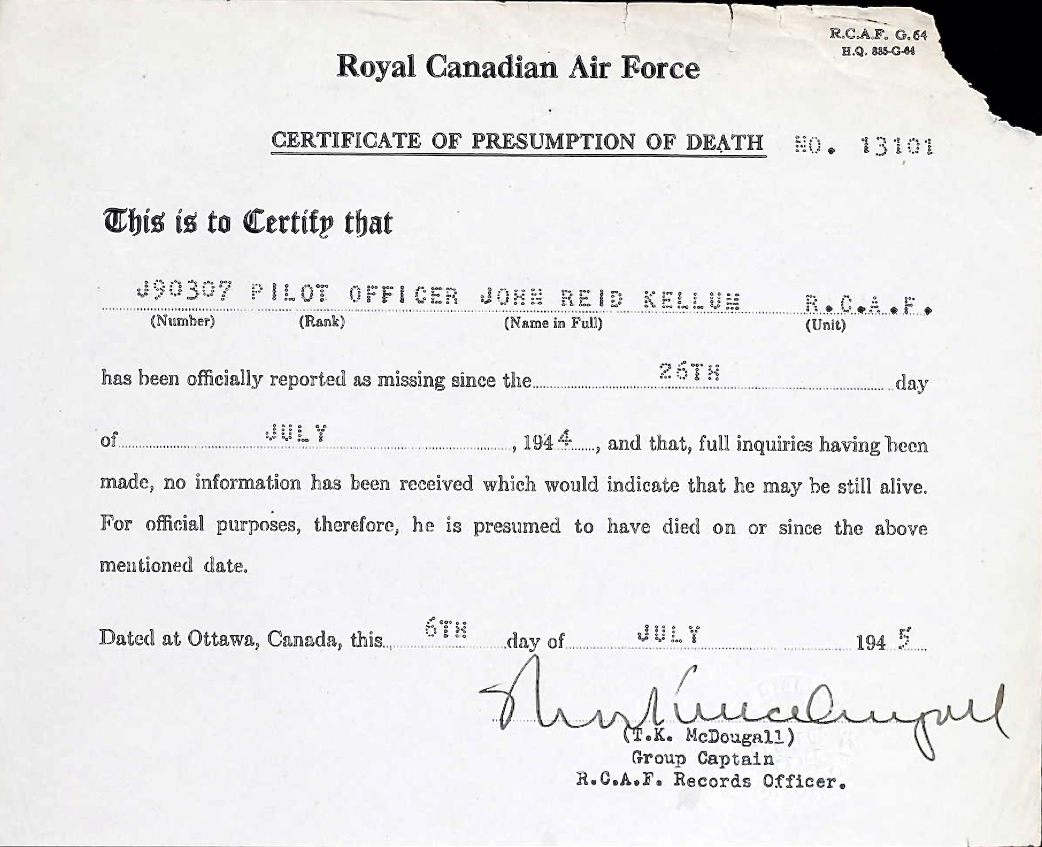 R.C.A.F. G.64
H.Q. 885-G-64
Royal Canadian Air Force
CERTIFICATE OF PRESUMPTION OF DEATH NO. 13101
This is to Certify that
J90307 PILOT OFFICER JOHN REID KELLUM R.C.A.F.
(Number) (Rank) (Name in Full) (Unit)
has been officially reported as missing since the 26TH day
of JULY, 1944, and that, full inquiries having been
made, no information has been received which would indicate that he may be still alive.
For official purposes, therefore, he is presumed to have died on or since the above
mentioned date.
Dated at Ottawa, Canada, this 6TH day of JULY 1945
(T.K. McDougall)
Group Captain
R.C.A.F. Records Officer.